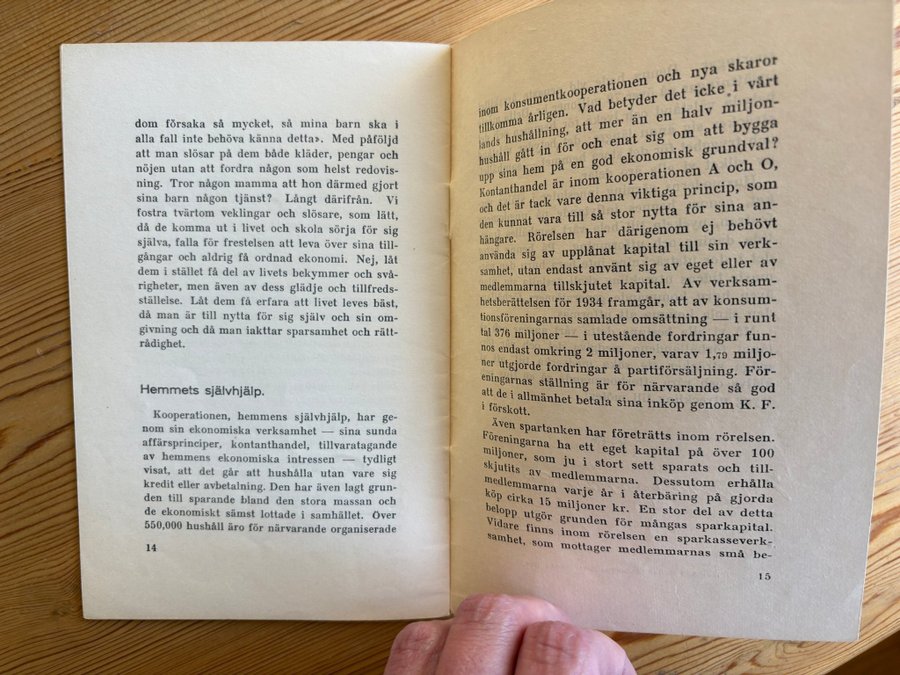 dom försaka så mycket, så mina barn ska i
alla fall inte behöva känna detta». Med påföljd
att man slösar på dem både kläder, pengar och
nöjen utan att fordra någon som helst redovis-
ning. Tror någon mamma att hon därmed gjort
sina barn någon tjänst? Långt därifrån. Vi
fostra tvärtom veklingar och slösare, som lätt,
då de komma ut i livet och skola sörja för sig
själva, falla för frestelsen att leva över sina till-
gångar och aldrig få ordnad ekonomi. Nej, låt
dem i stället få del av livets bekymmer och svå-
righeter, men även av dess glädje och tillfreds-
ställelse. Låt dem få erfara att livet leves bäst,
då man är till nytta för sig själv och sin om-
givning och då man iakttar sparsamhet och rätt-
rådighet.
Hemmets självhjälp.
Kooperationen, hemmens självhjälp, har ge-
nom sin ekonomiska verksamhet — sina sunda
affärsprinciper, kontanthandel, tillvaratagande
av hemmens ekonomiska intressen — tydligt
visat, att det går att hushålla utan vare sig
kredit eller avbetalning. Den har även lagt grun-
den till sparande bland den stora massan och
de ekonomiskt sämst lottade i samhället. Över
550,000 hushåll äro för närvarande organiserade
14
inom konsumentkooperationen och nya skaror
tillkomma årligen. Vad betyder det icke i vårt
lands hushållning, att mer än en halv miljon-
hushåll gått in för och enat sig om att bygga
upp sina hem på en god ekonomisk grundval?
Kontanthandel är inom kooperationen A och O,
och det är tack vare denna viktiga princip, som
den kunnat vara till så stor nytta för sina an-
hängare. Rörelsen har därigenom ej behövt
använda sig av upplånat kapital till sin verk-
samhet, utan endast använt sig av eget eller av
medlemmarna tillskjutet kapital. Av verksam-
hetsberättelsen för 1934 framgår, att av konsum-
tionsföreningarnas samlade omsättning — i runt
tal 376 miljoner — i utestående fordringar fun-
nos endast omkring 2 miljoner, varav 1,79 miljo-
ner utgjorde fordringar å partiförsäljning. För-
eningarnas ställning är för närvarande så god
att de i allmänhet betala sina inköp genom K. F.
i förskott.
Även spartanken har företrätts inom rörelsen.
Föreningarna ha ett eget kapital på över 100
miljoner, som ju i stort sett sparats och till-
skjutits av medlemmarna. Dessutom erhålla
medlemmarna varje år i återbäring på gjorda
köp cirka 15 miljoner kr. En stor del av detta
belopp utgör grunden för mångas sparkapital.
Vidare finns inom rörelsen en sparkasseverk-
samhet, som mottager medlemmarnas små be-
15